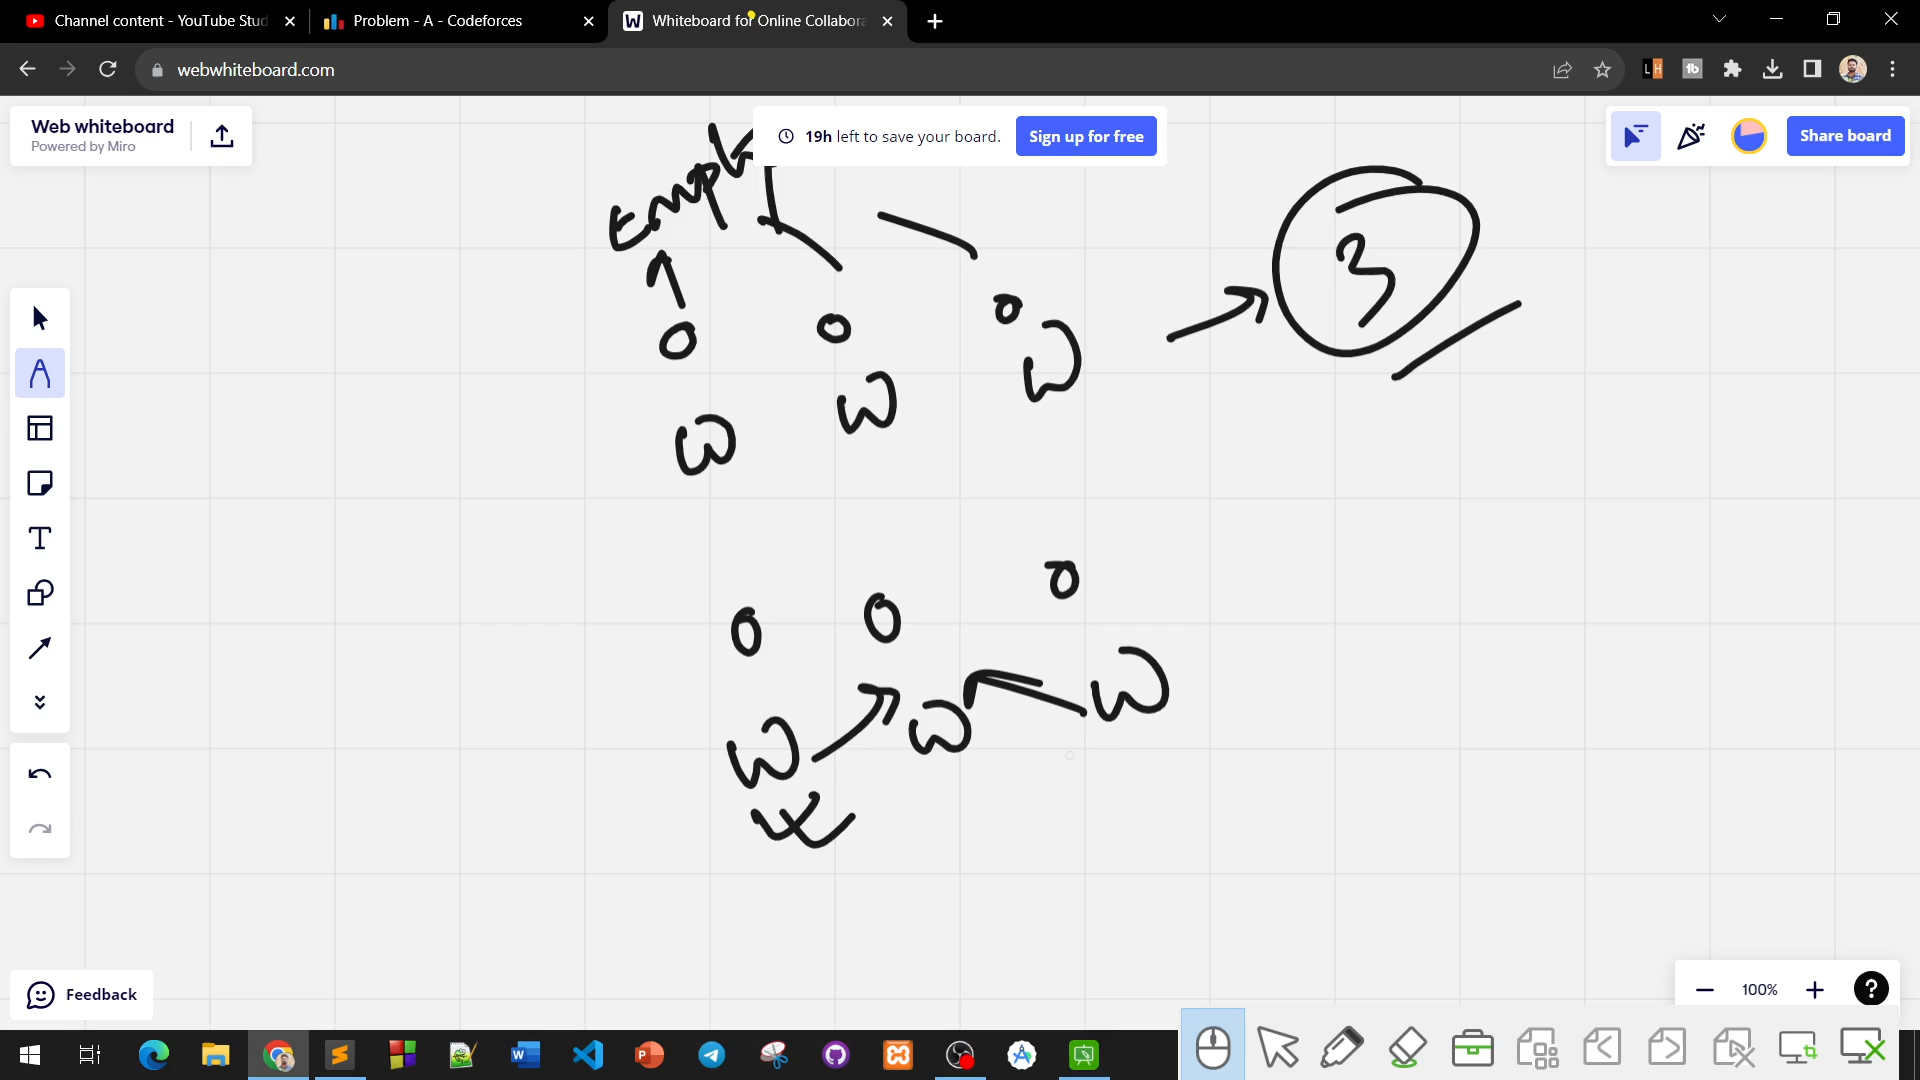 Channel content - YouTube Stud
Problem - A - Codeforces
Whiteboard for Online Collabora
webwhiteboard.com
Web whiteboard
Powered by Miro
19h left to save your board.
Sign up for free
Share board
3
o o o
w w w
o o o
w w w
Feedback
100%